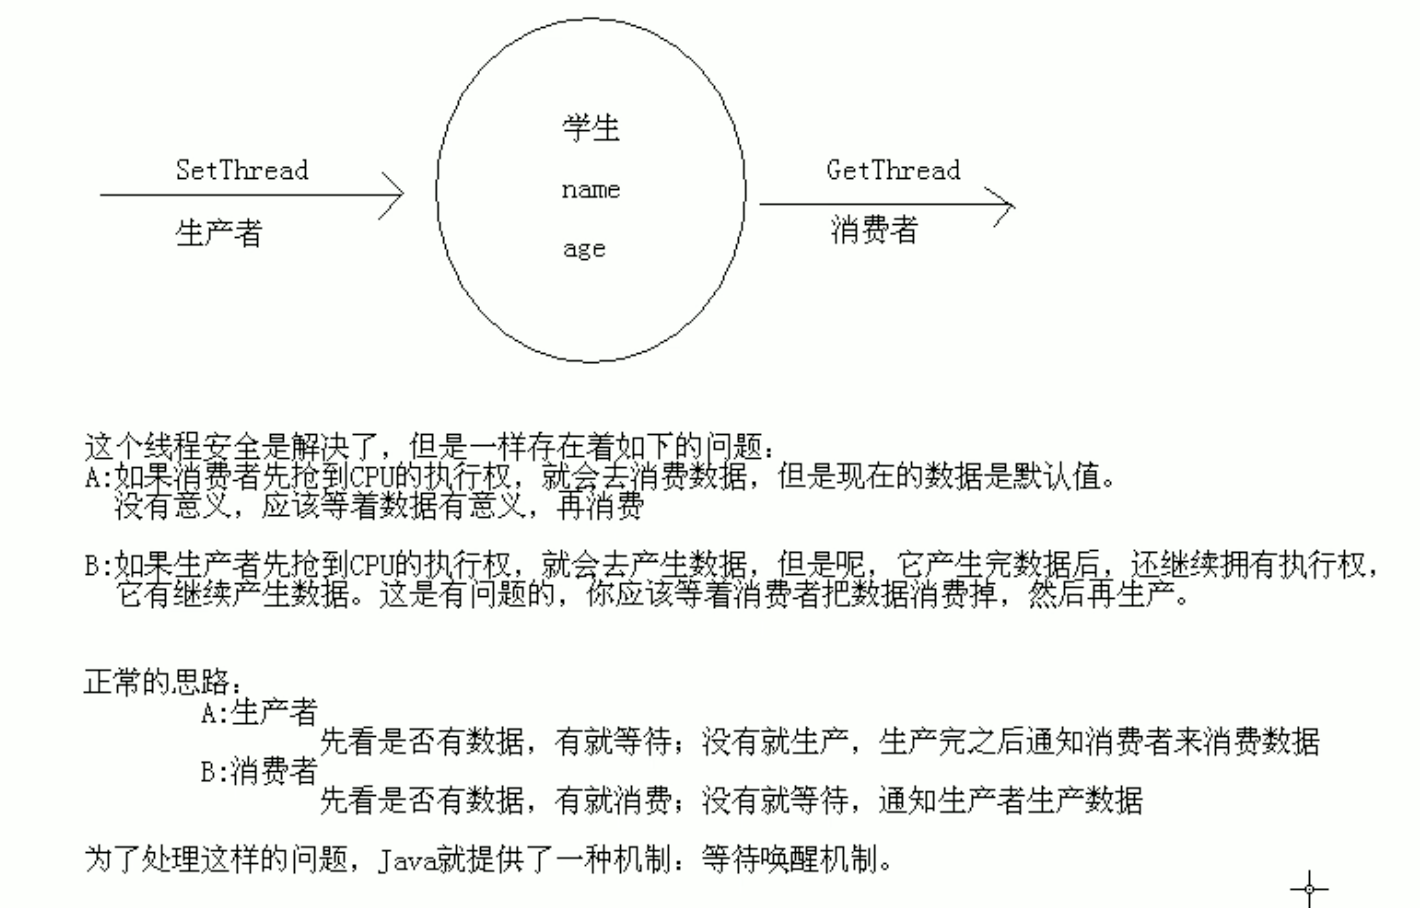 学生
SetThread
GetThread
name
生产者
消费者
age
这个线程安全是解决了，但是一样存在着如下的问题：
A:如果消费者先抢到CPU的执行权，就会去消费数据，但是现在的数据是默认值。
没有意义，应该等着数据有意义，再消费
B:如果生产者先抢到CPU的执行权，就会去产生数据，但是呢，它产生完数据后，还继续拥有执行权，
它有继续产生数据。这是有问题的，你应该等着消费者把数据消费掉，然后再生产。
正常的思路：
A:生产者
先看是否有数据，有就等待；没有就生产，生产完之后通知消费者来消费数据
B:消费者
先看是否有数据，有就消费；没有就等待，通知生产者生产数据
为了处理这样的问题，Java就提供了一种机制：等待唤醒机制。